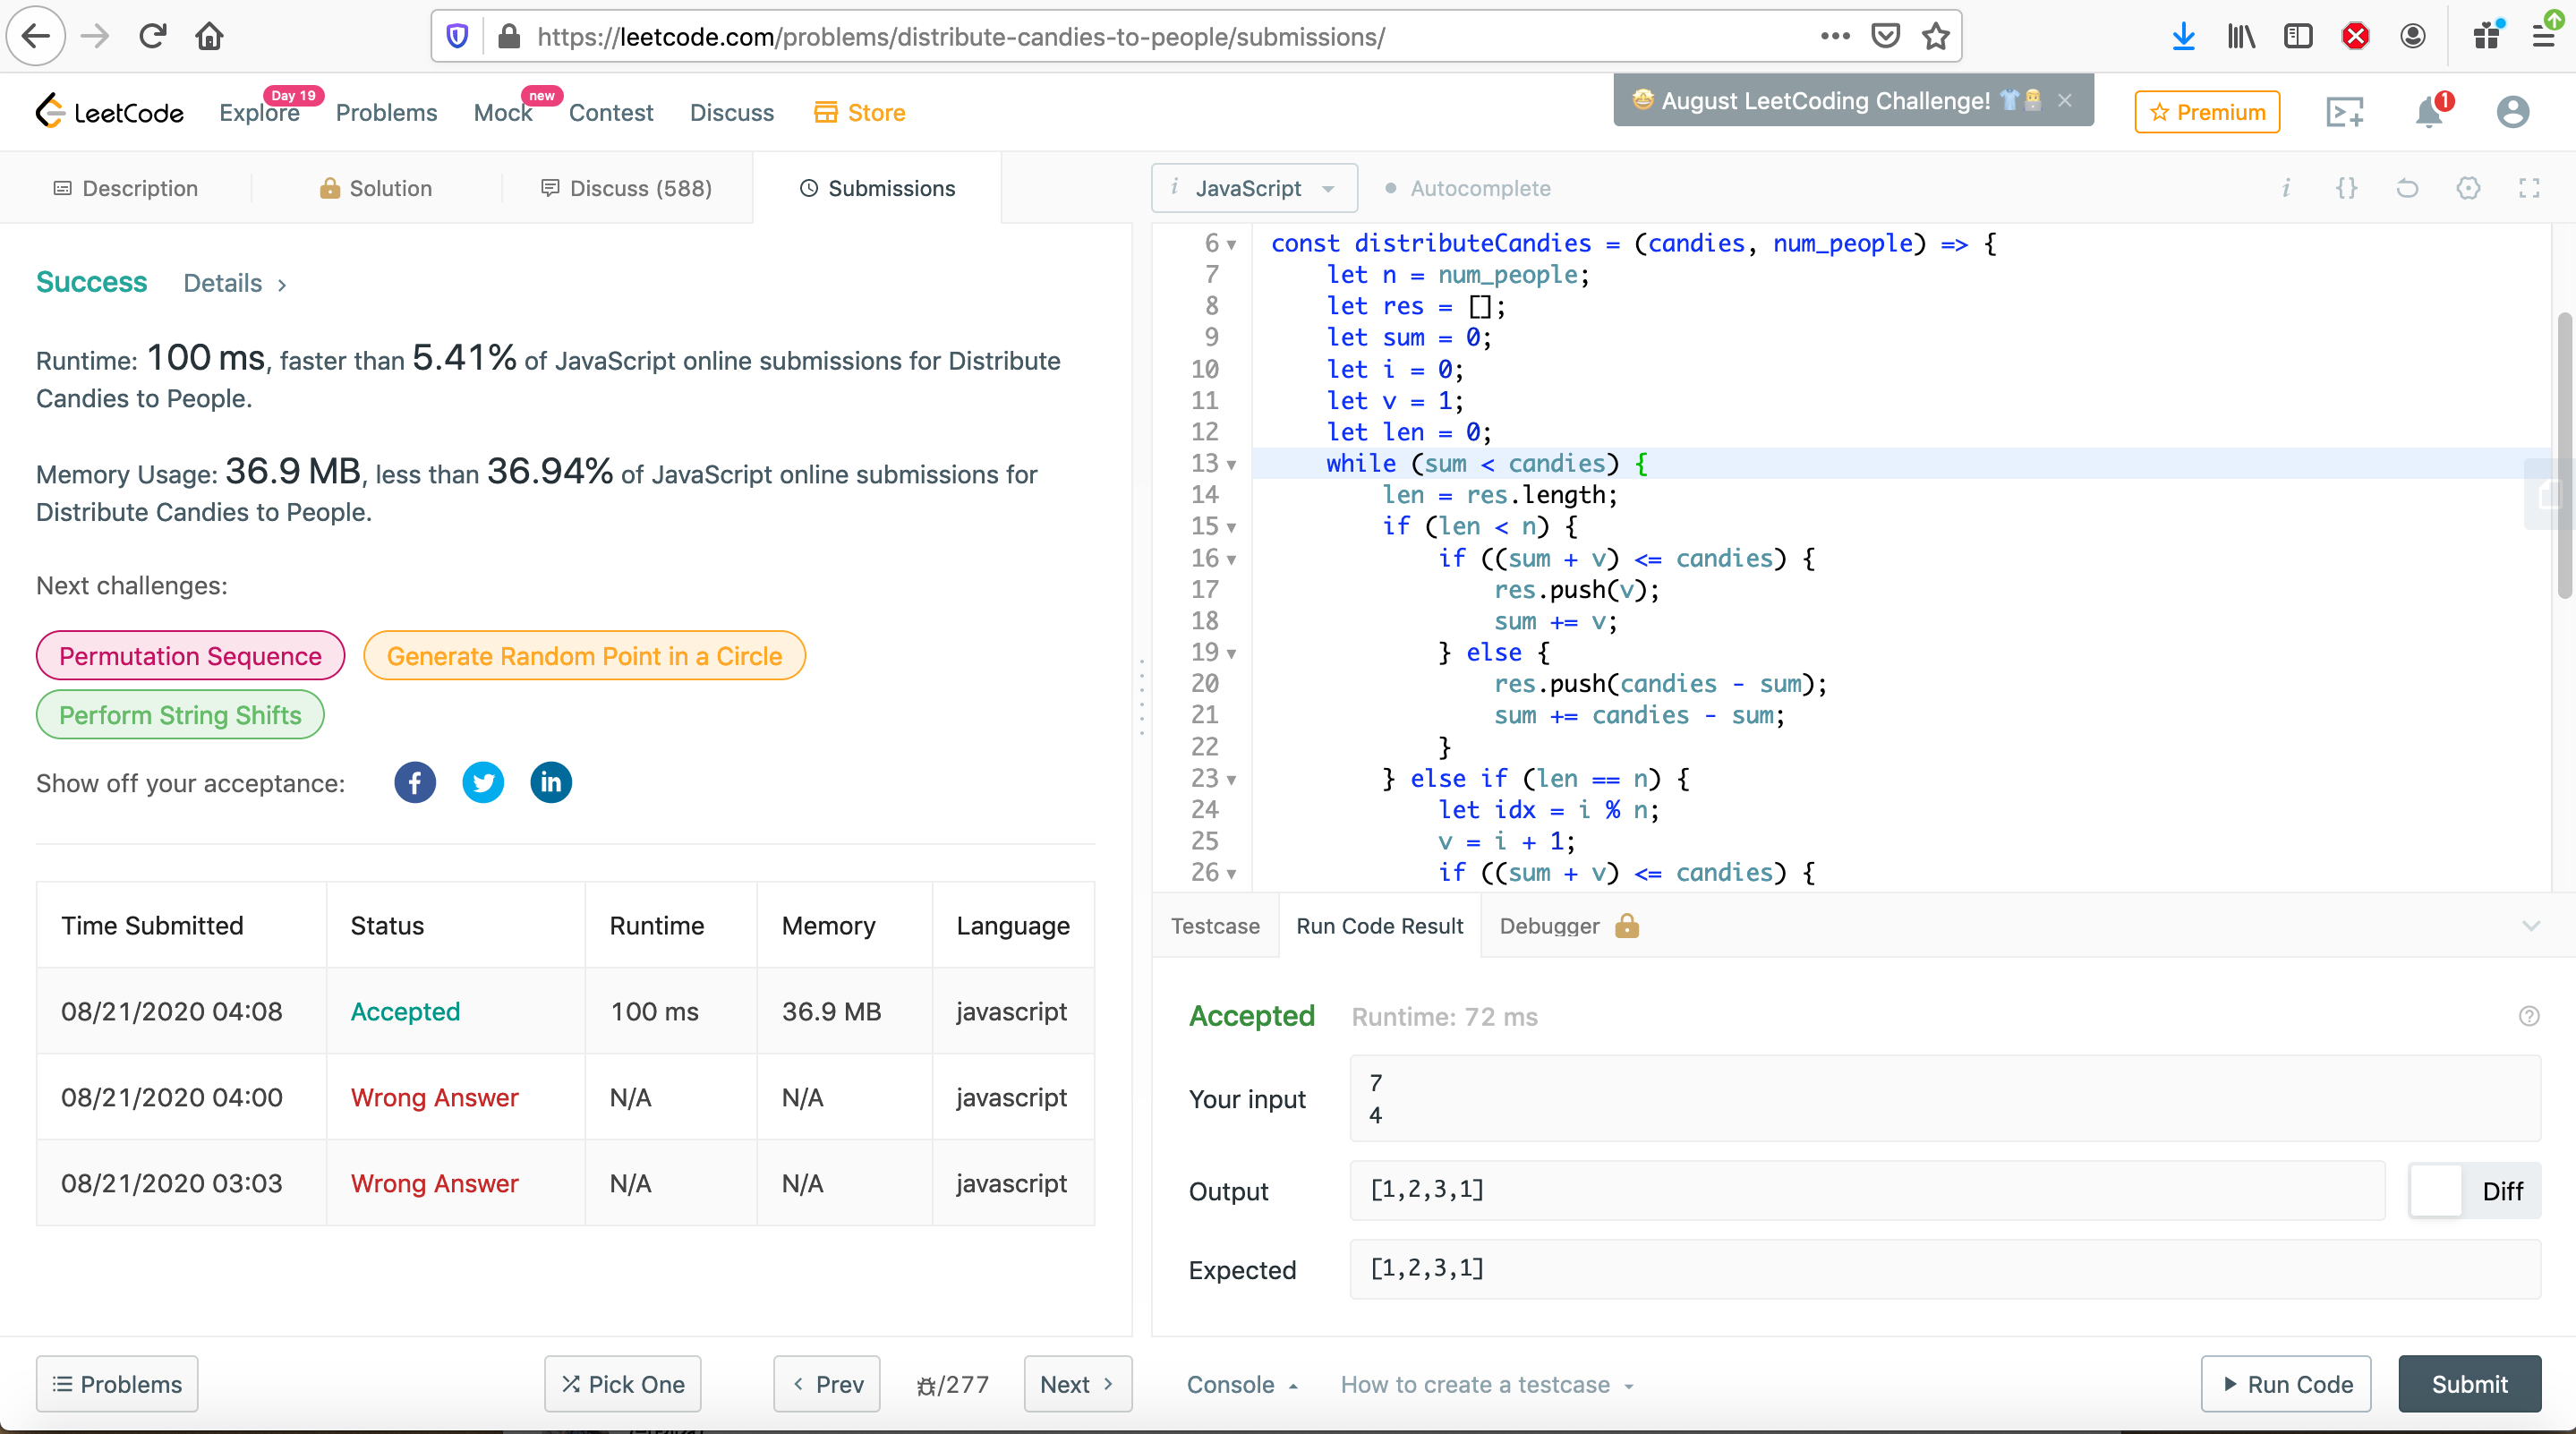 https://leetcode.com/problems/distribute-candies-to-people/submissions/
LeetCode
Explore
Day 19
Problems
Mock
new
Contest
Discuss
Store
🤩 August LeetCoding Challenge! 👕 ×
Premium
1
Description
Solution
Discuss (588)
Submissions
Success
Details >
Runtime: 100 ms, faster than 5.41% of JavaScript online submissions for Distribute
Candies to People.
Memory Usage: 36.9 MB, less than 36.94% of JavaScript online submissions for
Distribute Candies to People.
Next challenges:
Permutation Sequence
Generate Random Point in a Circle
Perform String Shifts
Show off your acceptance:
Time Submitted Status Runtime Memory Language
08/21/2020 04:08 Accepted 100 ms 36.9 MB javascript
08/21/2020 04:00 Wrong Answer N/A N/A javascript
08/21/2020 03:03 Wrong Answer N/A N/A javascript
Problems
Pick One
< Prev
/277
Next >
i JavaScript
Autocomplete
6 const distributeCandies = (candies, num_people) => {
7 let n = num_people;
8 let res = [];
9 let sum = 0;
10 let i = 0;
11 let v = 1;
12 let len = 0;
13 while (sum < candies) {
14 len = res.length;
15 if (len < n) {
16 if ((sum + v) <= candies) {
17 res.push(v);
18 sum += v;
19 } else {
20 res.push(candies - sum);
21 sum += candies - sum;
22 }
23 } else if (len == n) {
24 let idx = i % n;
25 v = i + 1;
26 if ((sum + v) <= candies) {
Testcase
Run Code Result
Debugger
Accepted
Runtime: 72 ms
Your input
7
4
Output
[1,2,3,1]
Diff
Expected
[1,2,3,1]
Console
How to create a testcase
Run Code
Submit